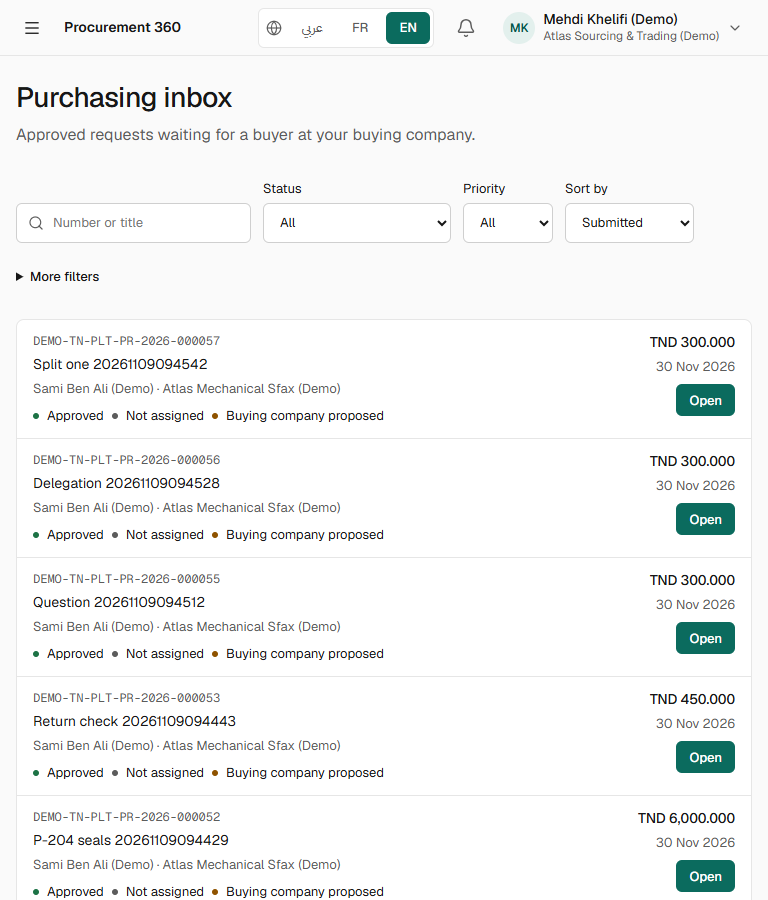 Procurement 360
عربي FR EN
MK
Mehdi Khelifi (Demo)
Atlas Sourcing & Trading (Demo)
Purchasing inbox
Approved requests waiting for a buyer at your buying company.
Status Priority Sort by
Number or title All All Submitted
More filters
DEMO-TN-PLT-PR-2026-000057
TND 300.000
Split one 20261109094542
30 Nov 2026
Sami Ben Ali (Demo) · Atlas Mechanical Sfax (Demo)
Approved Not assigned Buying company proposed
Open
DEMO-TN-PLT-PR-2026-000056
TND 300.000
Delegation 20261109094528
30 Nov 2026
Sami Ben Ali (Demo) · Atlas Mechanical Sfax (Demo)
Approved Not assigned Buying company proposed
Open
DEMO-TN-PLT-PR-2026-000055
TND 300.000
Question 20261109094512
30 Nov 2026
Sami Ben Ali (Demo) · Atlas Mechanical Sfax (Demo)
Approved Not assigned Buying company proposed
Open
DEMO-TN-PLT-PR-2026-000053
TND 450.000
Return check 20261109094443
30 Nov 2026
Sami Ben Ali (Demo) · Atlas Mechanical Sfax (Demo)
Approved Not assigned Buying company proposed
Open
DEMO-TN-PLT-PR-2026-000052
TND 6,000.000
P-204 seals 20261109094429
30 Nov 2026
Sami Ben Ali (Demo) · Atlas Mechanical Sfax (Demo)
Approved Not assigned Buying company proposed
Open